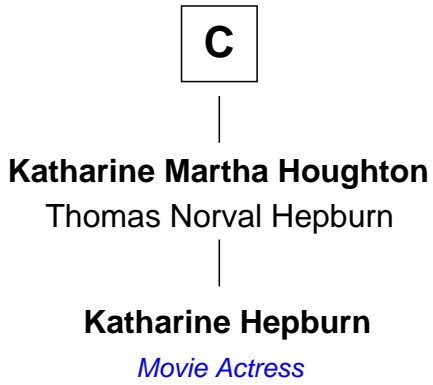 C
Katharine Martha Houghton
Thomas Norval Hepburn
Katharine Hepburn
Movie Actress